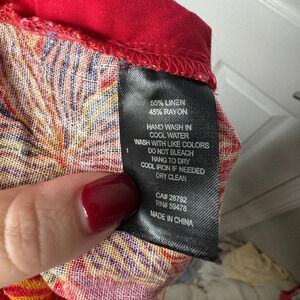 55% LINEN
45% RAYON
HAND WASH IN
COOL WATER
WASH WITH LIKE COLORS
DO NOT BLEACH
HANG TO DRY
COOL IRON IF NEEDED
DRY CLEAN
CA# 28792
RN# 59478
MADE IN CHINA